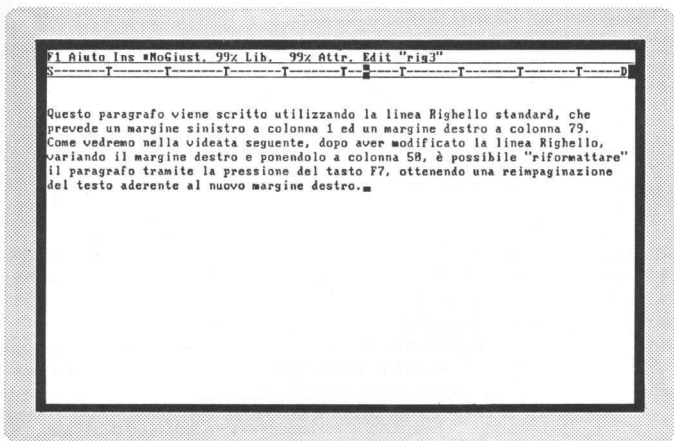 F1 Aiuto Ins ■NoGiust. 99% Lib.  99% Attr. Edit "rig3"
S-------T-------T-------T-------T-------T--■----T-------T-------T-------T-----D
Questo paragrafo viene scritto utilizzando la linea Righello standard, che
prevede un margine sinistro a colonna 1 ed un margine destro a colonna 79.
Come vedremo nella videata seguente, dopo aver modificato la linea Righello,
variando il margine destro e ponendolo a colonna 50, è possibile "riformattare"
il paragrafo tramite la pressione del tasto F7, ottenendo una reimpaginazione
del testo aderente al nuovo margine destro.